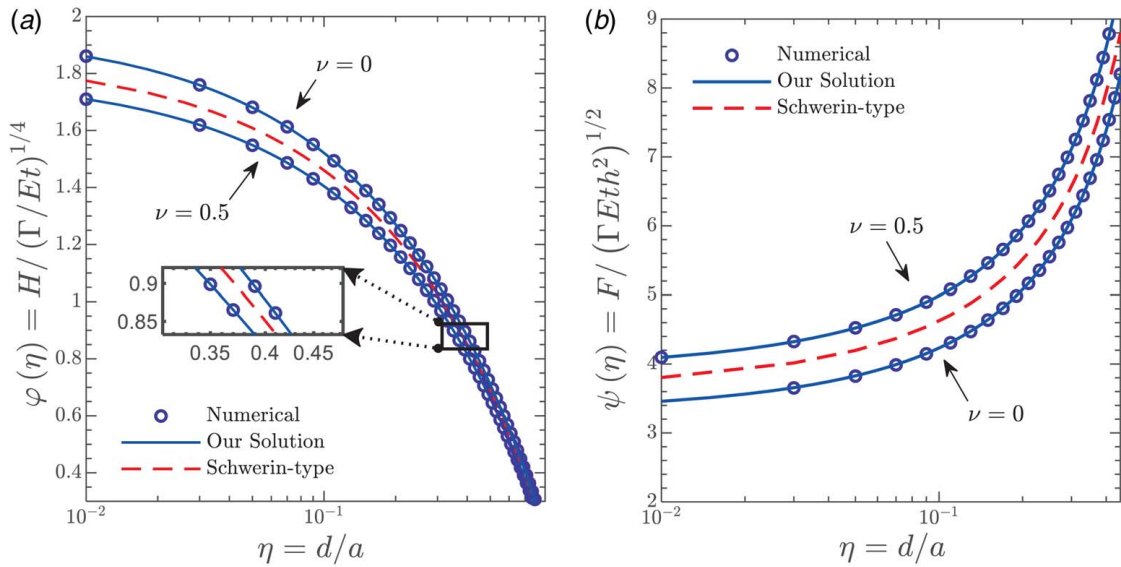 (a)
2
1.8
1.6
1.4
1.2
1
0.8
0.6
0.4
φ (η) = H/ (Γ/Et)^{1/4}
ν = 0
ν = 0.5
0.9
0.85
0.35 0.4 0.45
Numerical
Our Solution
Schwerin-type
10^{-2} 10^{-1}
η = d/a
(b)
9
8
7
6
5
4
3
2
ψ (η) = F/ (Γ Eth^2)^{1/2}
Numerical
Our Solution
Schwerin-type
ν = 0.5
ν = 0
10^{-2} 10^{-1}
η = d/a